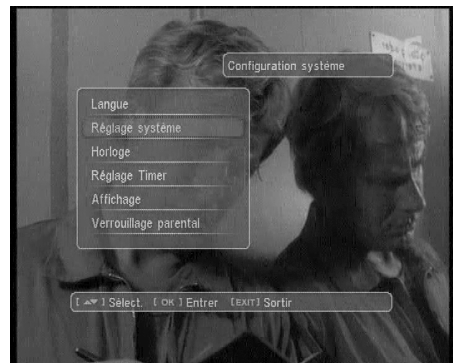 Configuration système
Langue
Réglage système
Horloge
Réglage Timer
Affichage
Verrouillage parental
[ ▲▼ ] Sélect. [ OK ] Entrer [EXIT] Sortir